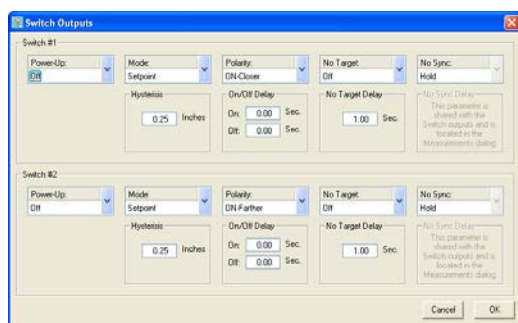 Switch Outputs
Switch #1
Power-Up: Mode: Polarity: No Target: No Sync:
Off Setpoint ON-Closer Off Hold
Hysterisis On/Off Delay No Target Delay No Sync Delay
0.25 Inches On: 0.00 Sec. 1.00 Sec.
Off: 0.00 Sec.
This parameter is
shared with the
Switch outputs and is
located in the
Measurements dialog.
Switch #2
Power-Up: Mode: Polarity: No Target: No Sync:
Off Setpoint ON-Farther Off Hold
Hysterisis On/Off Delay No Target Delay No Sync Delay
0.25 Inches On: 0.00 Sec. 1.00 Sec.
Off: 0.00 Sec.
This parameter is
shared with the
Switch outputs and is
located in the
Measurements dialog.
Cancel OK